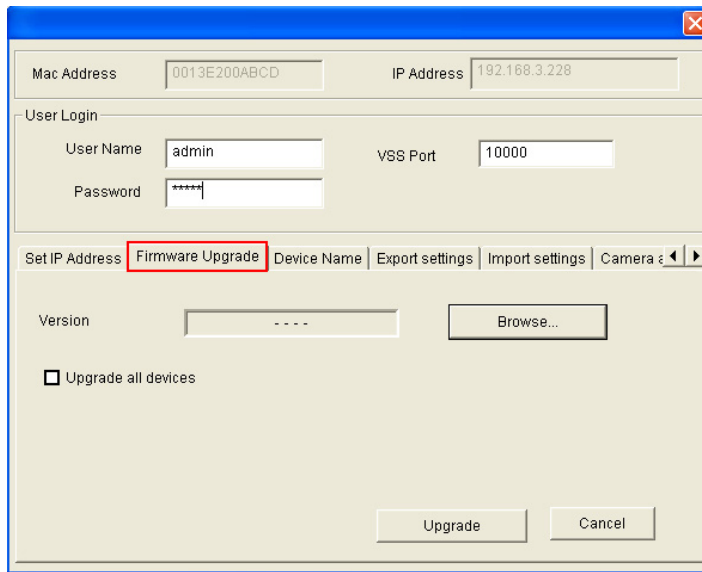 Mac Address 0013E200ABCD IP Address 192.168.3.228
User Login
User Name admin VSS Port 10000
Password *****
Set IP Address Firmware Upgrade Device Name Export settings Import settings Camera a
Version - - - - Browse...
Upgrade all devices
Upgrade Cancel